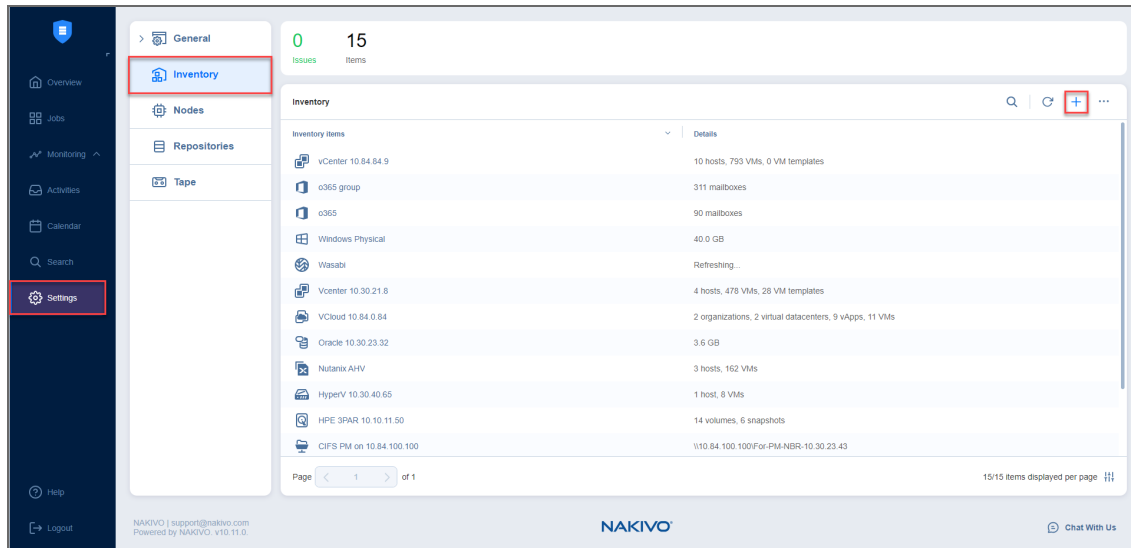 Overview
Jobs
Monitoring
Activities
Calendar
Search
Settings
Help
Logout
General
Inventory
Nodes
Repositories
Tape
NAKIVO | support@nakivo.com
Powered by NAKIVO. v10.11.0.
0 15
Issues Items
Inventory
Inventory items Details
vCenter 10.84.84.9 10 hosts, 793 VMs, 0 VM templates
o365 group 311 mailboxes
o365 90 mailboxes
Windows Physical 40.0 GB
Wasabi Refreshing...
Vcenter 10.30.21.8 4 hosts, 478 VMs, 28 VM templates
VCloud 10.84.0.84 2 organizations, 2 virtual datacenters, 9 vApps, 11 VMs
Oracle 10.30.23.32 3.6 GB
Nutanix AHV 3 hosts, 162 VMs
HyperV 10.30.40.65 1 host, 8 VMs
HPE 3PAR 10.10.11.50 14 volumes, 6 snapshots
CIFS PM on 10.84.100.100 \\10.84.100.100\For-PM-NBR-10.30.23.43
Page 1 of 1 15/15 items displayed per page
NAKIVO®
Chat With Us